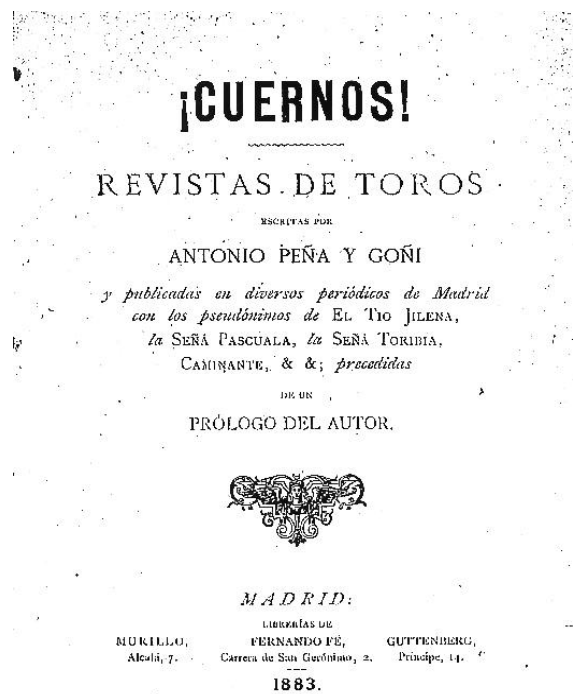 ¡CUERNOS!
REVISTAS DE TOROS
ESCRITAS POR
ANTONIO PEÑA Y GOÑI
y publicadas en diversos periódicos de Madrid
con los pseudónimos de EL TIO JILENA,
la SEÑÁ PASCUALA, la SEÑÁ TORIBIA,
CAMINANTE, & &; precedidas
DE UN
PRÓLOGO DEL AUTOR.
MADRID:
LIBRERÍAS DE
MURILLO, FERNANDO FÉ, GUTTENBERG,
Alcalá, 7. Carrera de San Gerónimo, 2. Príncipe, 14.
1883.